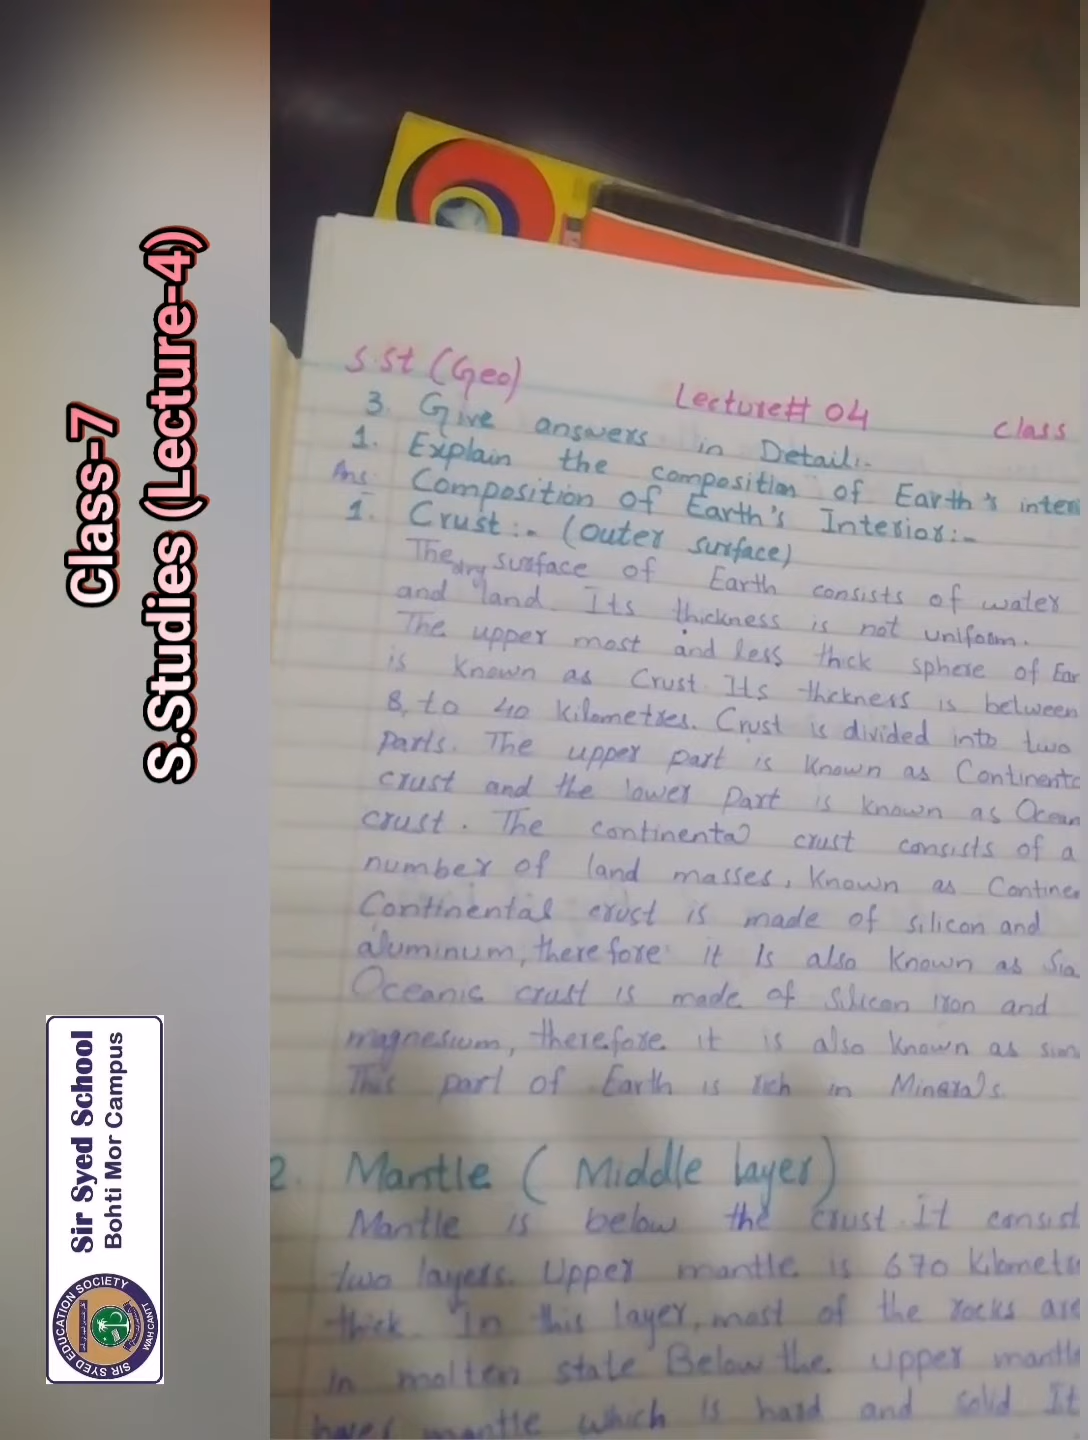 Class-7
S.Studies (Lecture-4)
Sir Syed School
Bohti Mor Campus
SIR SYED EDUCATION SOCIETY
WAH CANTT
S.St (Geo) Lecture# 04 Class
3. Give answers in Detail:-
1. Explain the composition of Earth's interi
Ans: Composition of Earth's Interior:-
1. Crust:- (outer surface)
The dry surface of Earth consists of water
and land. Its thickness is not uniform.
The upper most and less thick sphere of Ear
is known as Crust Its thickness is between
8, to 40 kilometres. Crust is divided into two
parts. The upper part is known as Continenta
crust and the lower part is known as Ocean
crust. The continental crust consists of a
number of land masses, known as Contine
Continental crust is made of silicon and
aluminum, therefore it is also known as Sia
Oceanic crust is made of Silicon iron and
magnesium, therefore it is also known as sim
This part of Earth is rich in Minerals.
2. Mantle ( Middle layer)
Mantle is below the crust. it consist
two layers. Upper mantle is 670 kilomet
thick. In this layer, most of the rocks are
in molten state Below the upper mantl
mantle which is hard and solid It